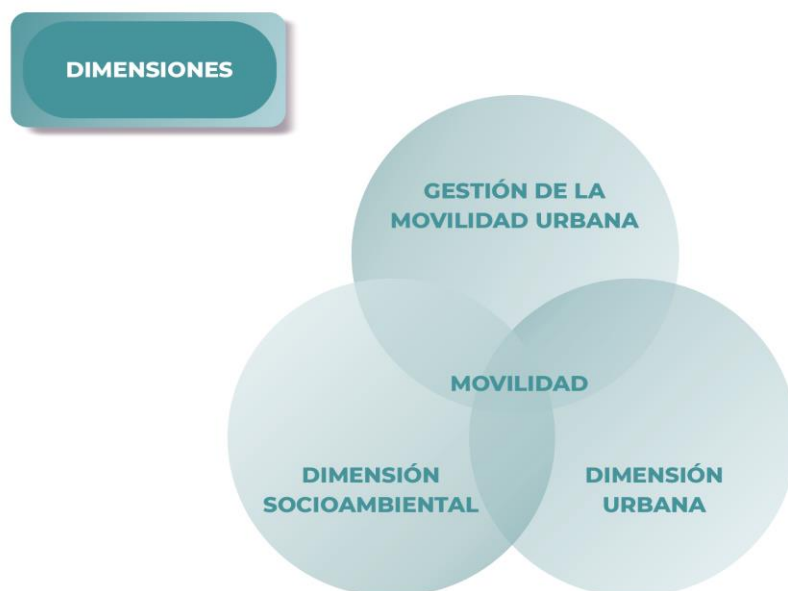 DIMENSIONES
GESTIÓN DE LA
MOVILIDAD URBANA
MOVILIDAD
DIMENSIÓN
SOCIOAMBIENTAL
DIMENSIÓN
URBANA